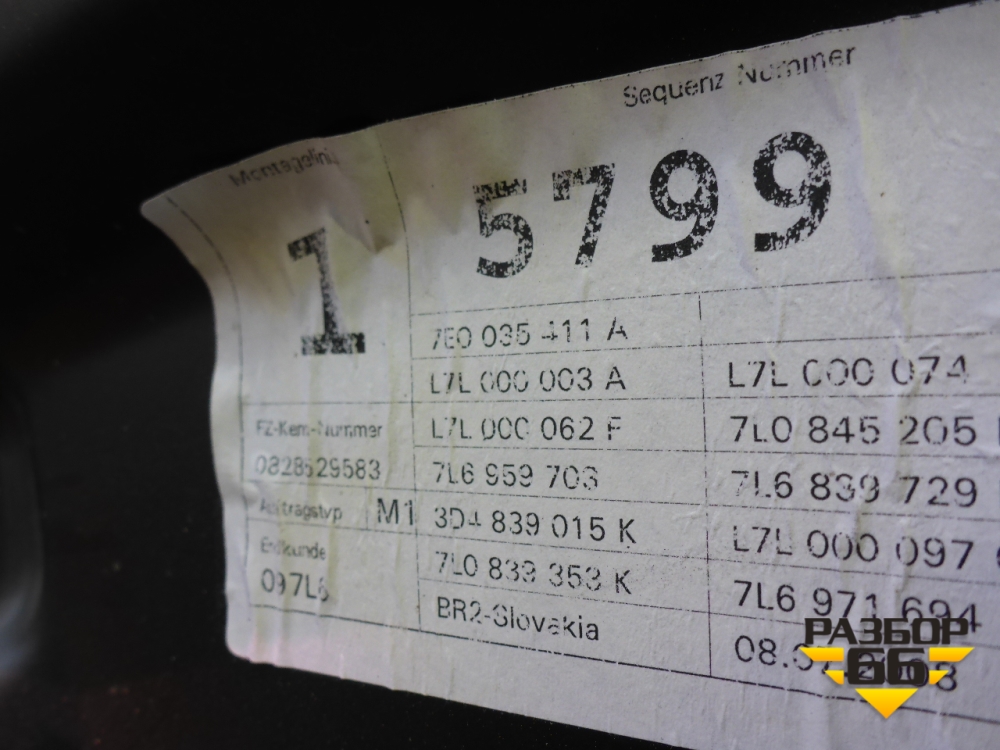 Sequenz Nummer
Montagelinie
1
5799
7E0 035 411 A
L7L 000 003 A
L7L 000 074
L7L 000 062 F
7L0 845 205
FZ-Kenn-Nummer
0828529583
7L6 959 703
7L6 839 729
Auftragstyp M1
3D4 839 015 K
L7L 000 097
Endkunde
097L6
7L0 839 353 K
7L6 971 694
BR2-Slovakia
08.
РАЗБОР
66